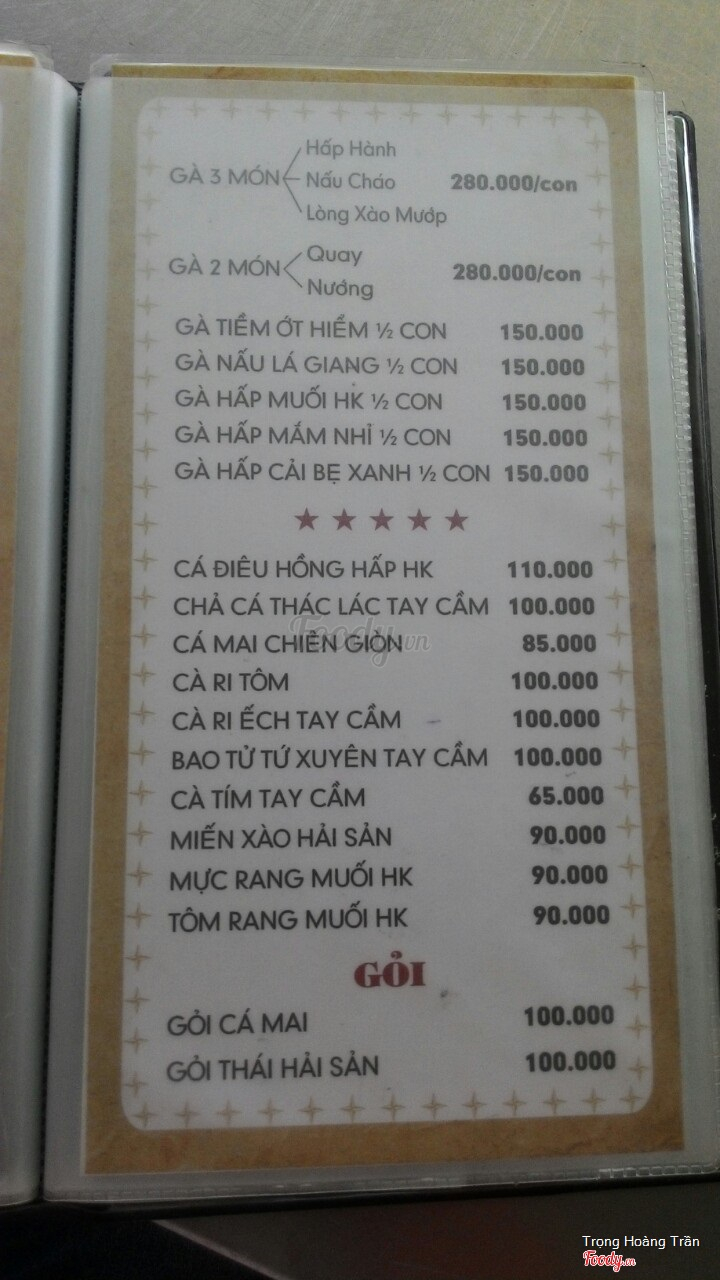 Hấp Hành
GÀ 3 MÓN Nấu Cháo 280.000/con
Lòng Xào Mướp
Quay
GÀ 2 MÓN 280.000/con
Nướng
GÀ TIỀM ỚT HIỂM ½ CON 150.000
GÀ NẤU LÁ GIANG ½ CON 150.000
GÀ HẤP MUỐI HK ½ CON 150.000
GÀ HẤP MẮM NHỈ ½ CON 150.000
GÀ HẤP CẢI BẸ XANH ½ CON 150.000
CÁ ĐIÊU HỒNG HẤP HK 110.000
CHẢ CÁ THÁC LÁC TAY CẦM 100.000
CÁ MAI CHIÊN GIÒN 85.000
Foody.vn
CÀ RI TÔM 100.000
CÀ RI ẾCH TAY CẦM 100.000
BAO TỬ TỨ XUYÊN TAY CẦM 100.000
CÀ TÍM TAY CẦM 65.000
MIẾN XÀO HẢI SẢN 90.000
MỰC RANG MUỐI HK 90.000
TÔM RANG MUỐI HK 90.000
GỎI
GỎI CÁ MAI 100.000
GỎI THÁI HẢI SẢN 100.000
Trọng Hoàng Trần
Foody.vn